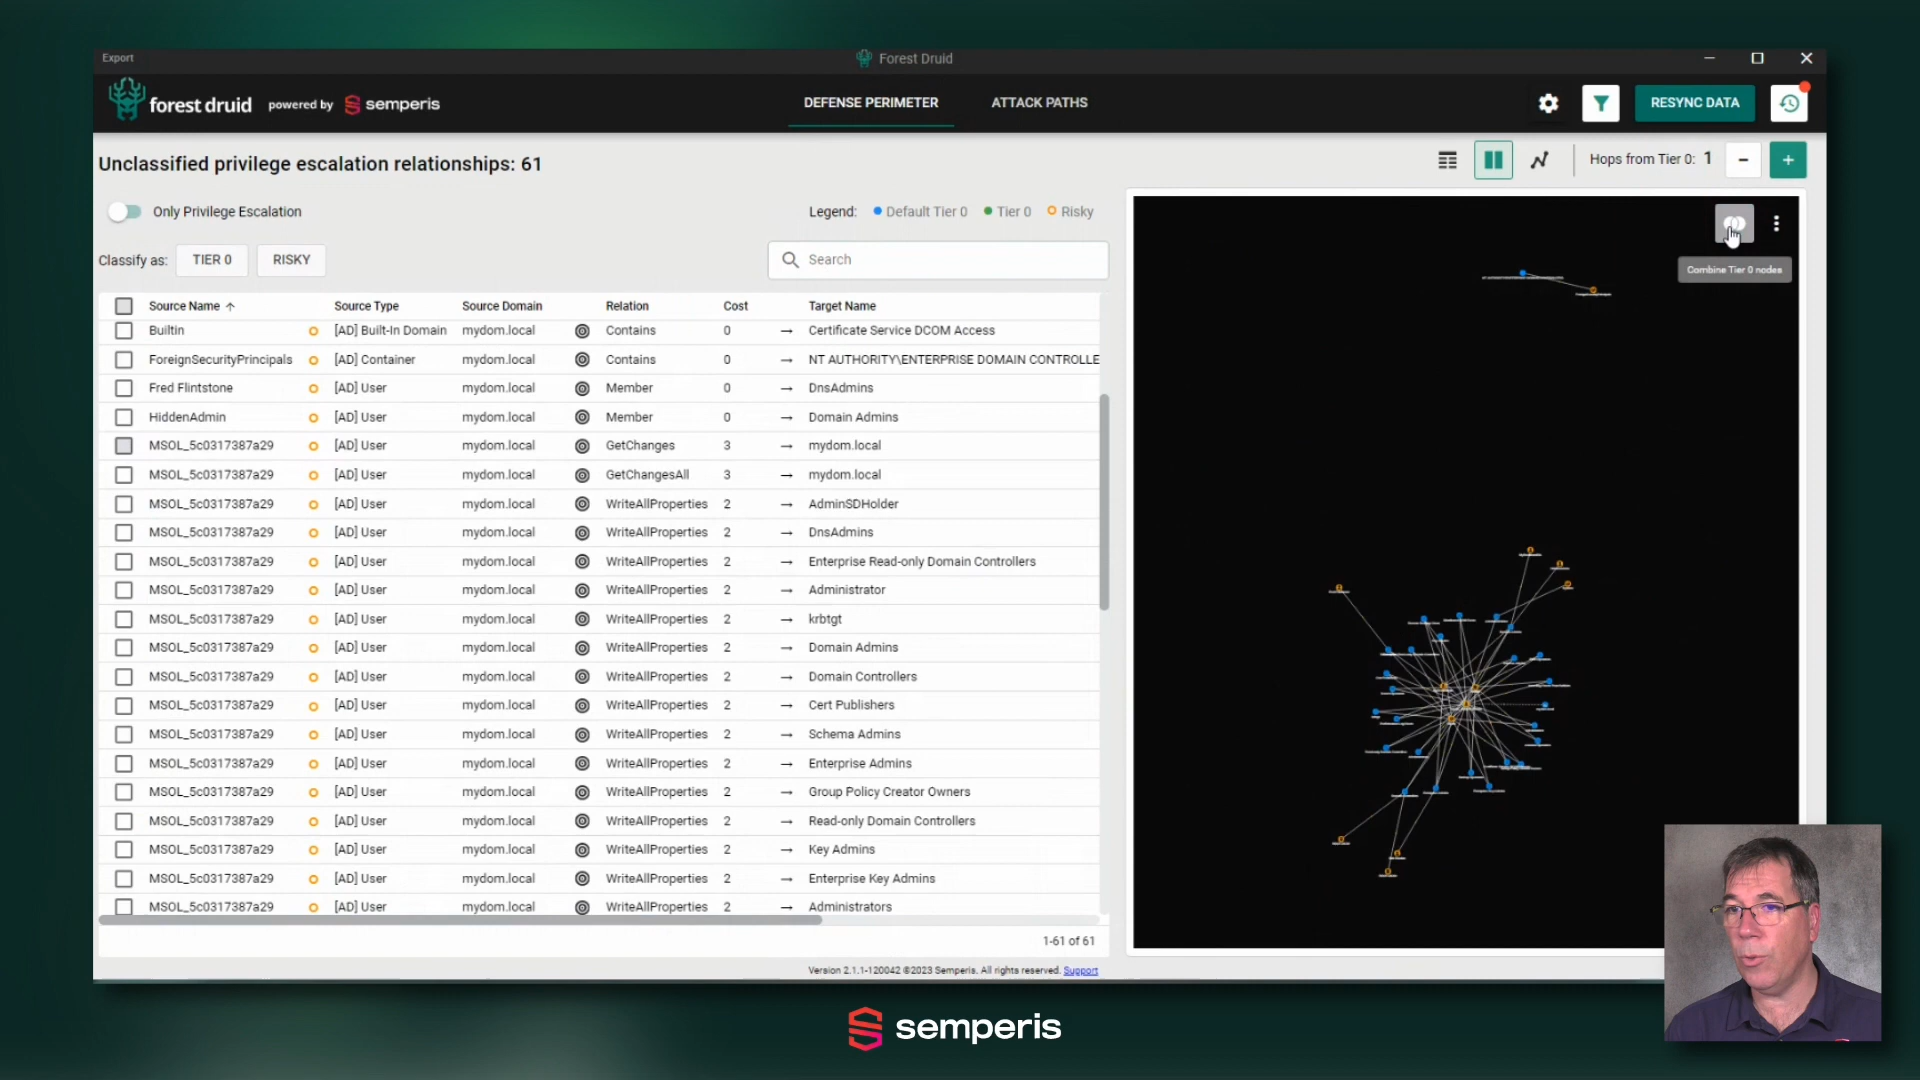 Export
Forest Druid
forest druid powered by semperis
DEFENSE PERIMETER ATTACK PATHS
RESYNC DATA
Unclassified privilege escalation relationships: 61
Hops from Tier 0: 1 − +
Only Privilege Escalation
Legend: Default Tier 0 Tier 0 Risky
Classify as: TIER 0 RISKY
Search
Combine Tier 0 nodes
Source Name ↑ Source Type Source Domain Relation Cost Target Name
Builtin [AD] Built-In Domain mydom.local Contains 0 → Certificate Service DCOM Access
ForeignSecurityPrincipals [AD] Container mydom.local Contains 0 → NT AUTHORITY\ENTERPRISE DOMAIN CONTROLLE
Fred Flintstone [AD] User mydom.local Member 0 → DnsAdmins
HiddenAdmin [AD] User mydom.local Member 0 → Domain Admins
MSOL_5c0317387a29 [AD] User mydom.local GetChanges 3 → mydom.local
MSOL_5c0317387a29 [AD] User mydom.local GetChangesAll 3 → mydom.local
MSOL_5c0317387a29 [AD] User mydom.local WriteAllProperties 2 → AdminSDHolder
MSOL_5c0317387a29 [AD] User mydom.local WriteAllProperties 2 → DnsAdmins
MSOL_5c0317387a29 [AD] User mydom.local WriteAllProperties 2 → Enterprise Read-only Domain Controllers
MSOL_5c0317387a29 [AD] User mydom.local WriteAllProperties 2 → Administrator
MSOL_5c0317387a29 [AD] User mydom.local WriteAllProperties 2 → krbtgt
MSOL_5c0317387a29 [AD] User mydom.local WriteAllProperties 2 → Domain Admins
MSOL_5c0317387a29 [AD] User mydom.local WriteAllProperties 2 → Domain Controllers
MSOL_5c0317387a29 [AD] User mydom.local WriteAllProperties 2 → Cert Publishers
MSOL_5c0317387a29 [AD] User mydom.local WriteAllProperties 2 → Schema Admins
MSOL_5c0317387a29 [AD] User mydom.local WriteAllProperties 2 → Enterprise Admins
MSOL_5c0317387a29 [AD] User mydom.local WriteAllProperties 2 → Group Policy Creator Owners
MSOL_5c0317387a29 [AD] User mydom.local WriteAllProperties 2 → Read-only Domain Controllers
MSOL_5c0317387a29 [AD] User mydom.local WriteAllProperties 2 → Key Admins
MSOL_5c0317387a29 [AD] User mydom.local WriteAllProperties 2 → Enterprise Key Admins
MSOL_5c0317387a29 [AD] User mydom.local WriteAllProperties 2 → Administrators
1-61 of 61
Version 2.1.1-120042 ©2023 Semperis. All rights reserved. Support
semperis